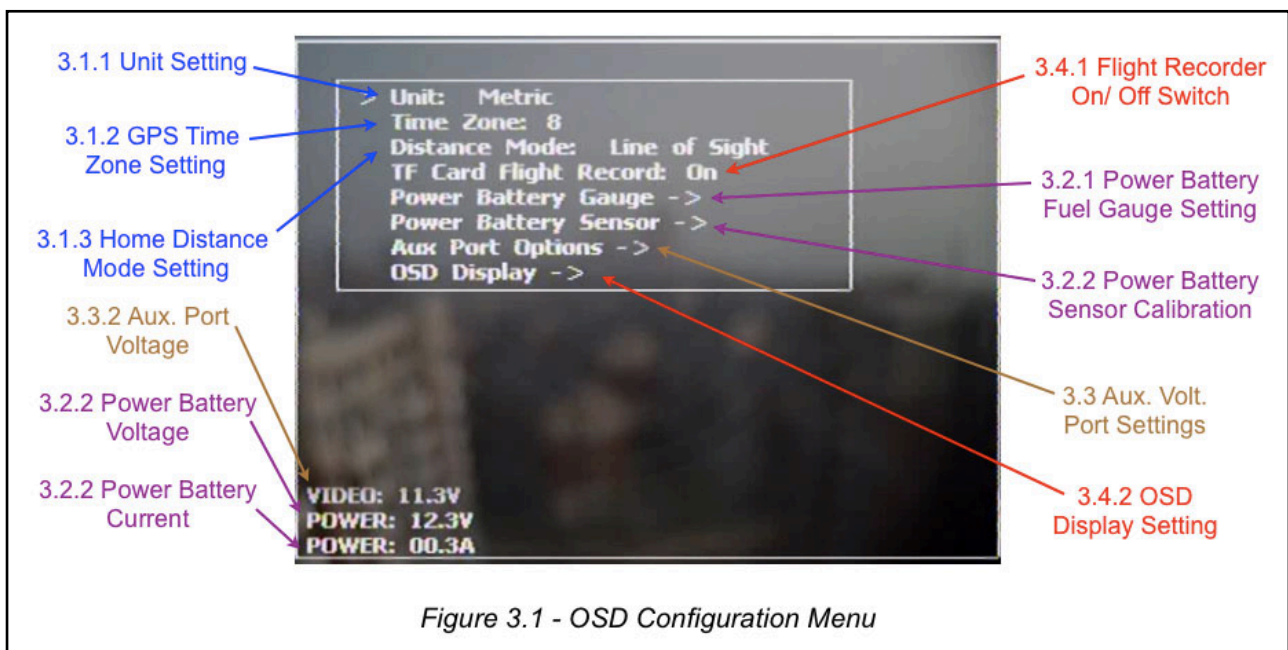 3.1.1 Unit Setting
3.1.2 GPS Time
Zone Setting
3.1.3 Home Distance
Mode Setting
3.3.2 Aux. Port
Voltage
3.2.2 Power Battery
Voltage
3.2.2 Power Battery
Current
> Unit: Metric
Time Zone: 8
Distance Mode: Line of Sight
TF Card Flight Record: On
Power Battery Gauge ->
Power Battery Sensor ->
Aux Port Options ->
OSD Display ->
VIDEO: 11.3V
POWER: 12.3V
POWER: 00.3A
3.4.1 Flight Recorder
On/ Off Switch
3.2.1 Power Battery
Fuel Gauge Setting
3.2.2 Power Battery
Sensor Calibration
3.3 Aux. Volt.
Port Settings
3.4.2 OSD
Display Setting
Figure 3.1 - OSD Configuration Menu